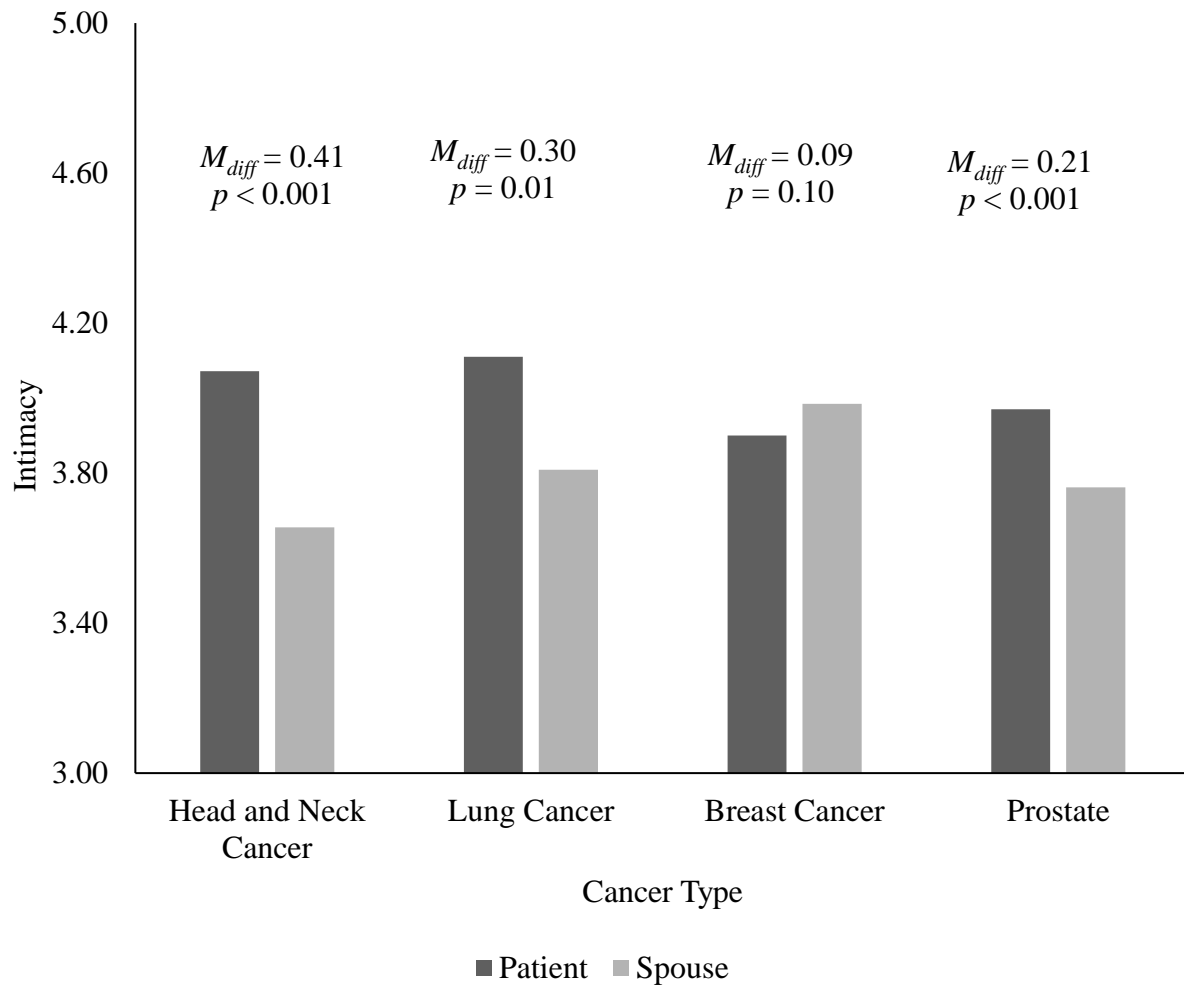 5.00
4.60
4.20
3.80
3.40
3.00
Intimacy
M_diff = 0.41
p < 0.001
M_diff = 0.30
p = 0.01
M_diff = 0.09
p = 0.10
M_diff = 0.21
p < 0.001
Head and Neck
Cancer
Lung Cancer
Breast Cancer
Prostate
Cancer Type
Patient Spouse